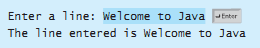 Enter a line: Welcome to Java ↵Enter
The line entered is Welcome to Java